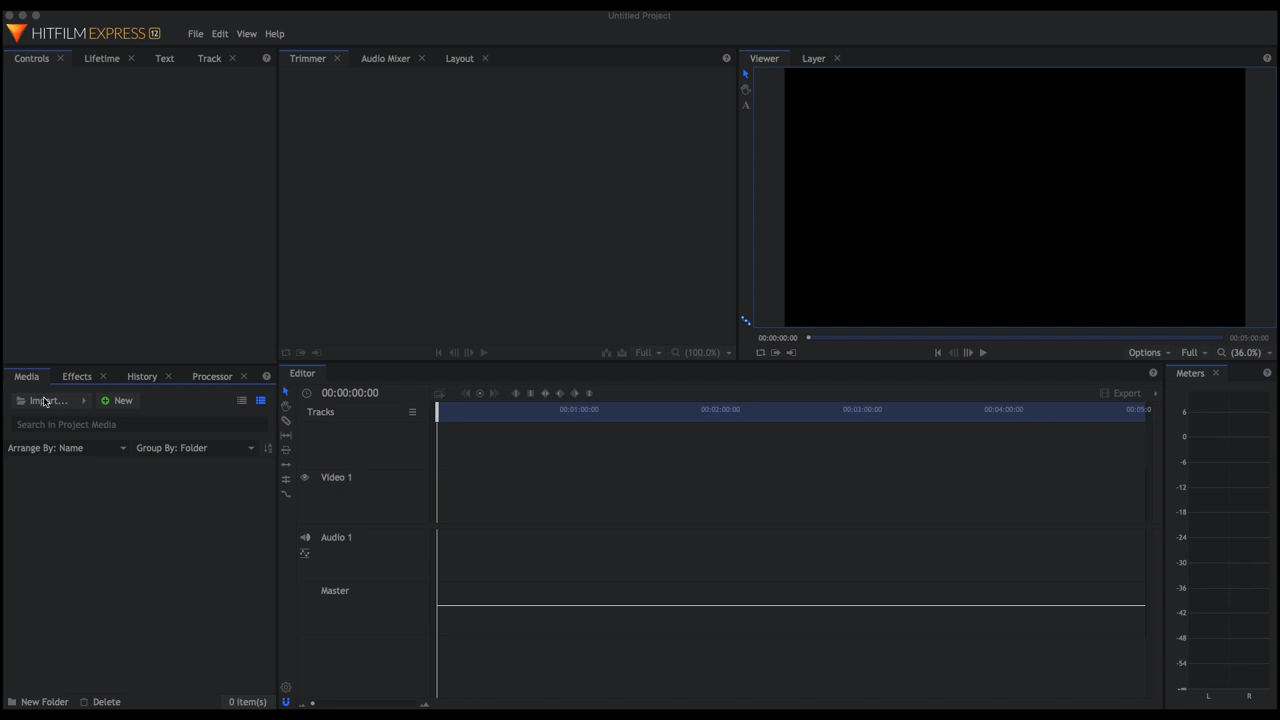 Untitled Project
HITFILM EXPRESS 12 File Edit View Help
Controls Lifetime Text Track
Trimmer Audio Mixer Layout
Viewer Layer
Full (100.0%)
00:00:00:00 00:05:00:00
Options Full (36.0%)
Media Effects History Processor
Import... New
Search in Project Media
Arrange By: Name Group By: Folder
New Folder Delete 0 item(s)
Editor
00:00:00:00 Export
Tracks 00:01:00:00 00:02:00:00 00:03:00:00 00:04:00:00 00:05:0
Video 1
Audio 1
Master
Meters
6
0
-6
-12
-18
-24
-30
-36
-42
-48
-54
-∞
L R